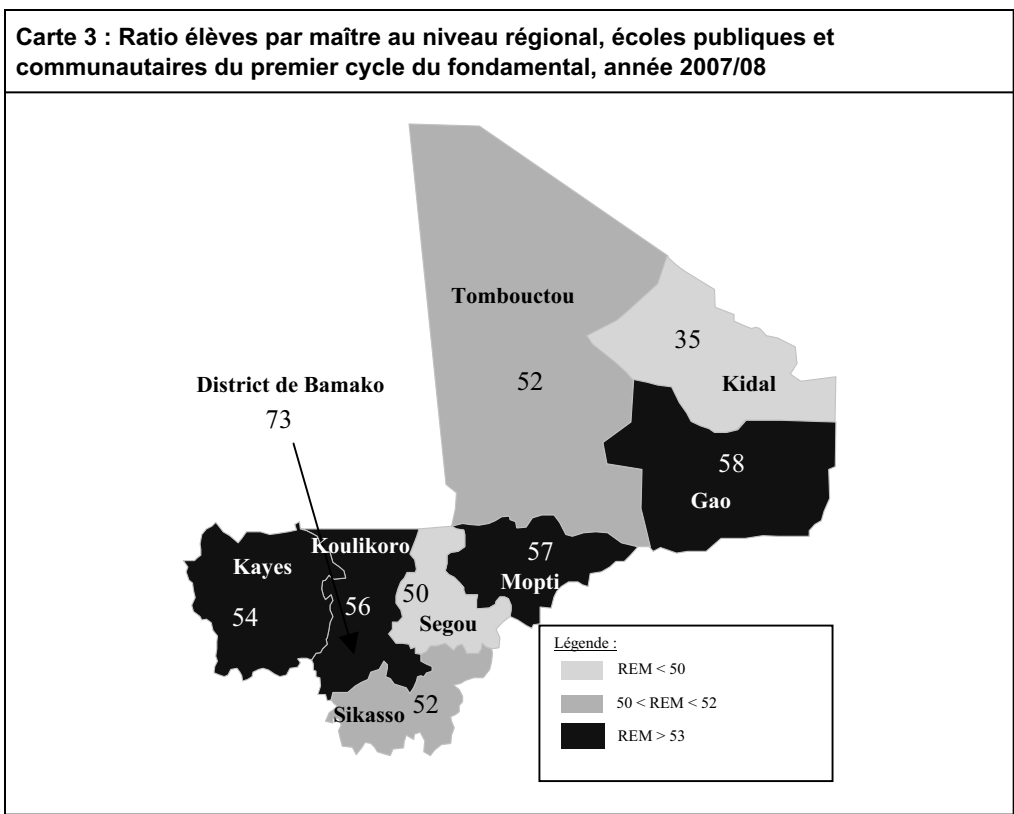 Carte 3 : Ratio élèves par maître au niveau régional, écoles publiques et
communautaires du premier cycle du fondamental, année 2007/08
Tombouctou
52
35
Kidal
District de Bamako
73
58
Gao
Koulikoro
56
Kayes
54
50
Segou
57
Mopti
Sikasso
52
Légende :
REM < 50
50 < REM < 52
REM > 53